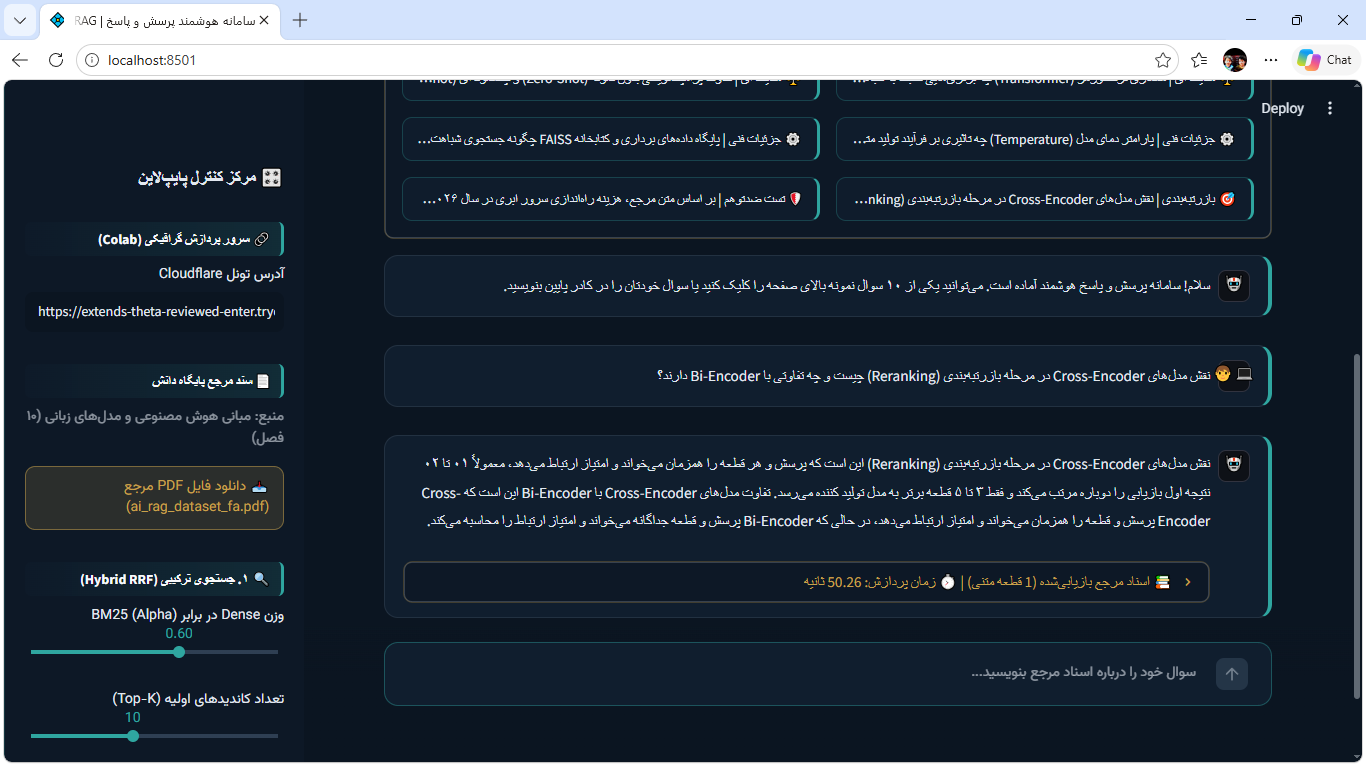 سامانه هوشمند پرسش و پاسخ | RAG
localhost:8501
Chat
Deploy
⚙️ جزئیات فنی | پارامتر دمای مدل (Temperature) چه تاثیری بر فرآیند تولید متـ...
⚙️ جزئیات فنی | پایگاه داده‌های برداری و کتابخانه FAISS چگونه جستجوی شباهت...
🎯 بازرتبه‌بندی | نقش مدل‌های Cross-Encoder در مرحله بازرتبه‌بندی (nking...
🛡️ تست ضدتوهم | بر اساس متن مرجع، هزینه راه‌اندازی سرور ابری در سال ۰۲۶...
سلام! سامانه پرسش و پاسخ هوشمند آماده است. می‌توانید یکی از ۱۰ سوال نمونه بالای صفحه را کلیک کنید یا سوال خودتان را در کادر پایین بنویسید.
نقش مدل‌های Cross-Encoder در مرحله بازرتبه‌بندی (Reranking) چیست و چه تفاوتی با Bi-Encoder دارند؟
نقش مدل‌های Cross-Encoder در مرحله بازرتبه‌بندی (Reranking) این است که پرسش و هر قطعه را همزمان می‌خواند و امتیاز ارتباط می‌دهد، معمولاً ۰۱ تا ۰۲
نتیجه اول بازیابی را دوباره مرتب می‌کند و فقط ۳ تا ۵ قطعه برتر به مدل تولید کننده می‌رسد. تفاوت مدل‌های Cross-Encoder با Bi-Encoder این است که Cross-
Encoder پرسش و قطعه را همزمان می‌خواند و امتیاز ارتباط می‌دهد، در حالی که Bi-Encoder پرسش و قطعه جداگانه می‌خواند و امتیاز ارتباط را محاسبه می‌کند.
📚 اسناد مرجع بازیابی‌شده (1 قطعه متنی) | ⏱️ زمان پردازش: 50.26 ثانیه
سوال خود را درباره اسناد مرجع بنویسید...
🎛️ مرکز کنترل پایپ‌لاین
🔗 سرور پردازش گرافیکی (Colab)
آدرس تونل Cloudflare
https://extends-theta-reviewed-enter.tryc
📄 سند مرجع پایگاه دانش
منبع: مبانی هوش مصنوعی و مدل‌های زبانی (۱۰
فصل)
📥 دانلود فایل PDF مرجع
(ai_rag_dataset_fa.pdf)
🔍 ۱. جستجوی ترکیبی (Hybrid RRF)
وزن Dense در برابر BM25 (Alpha)
0.60
تعداد کاندیدهای اولیه (Top-K)
10